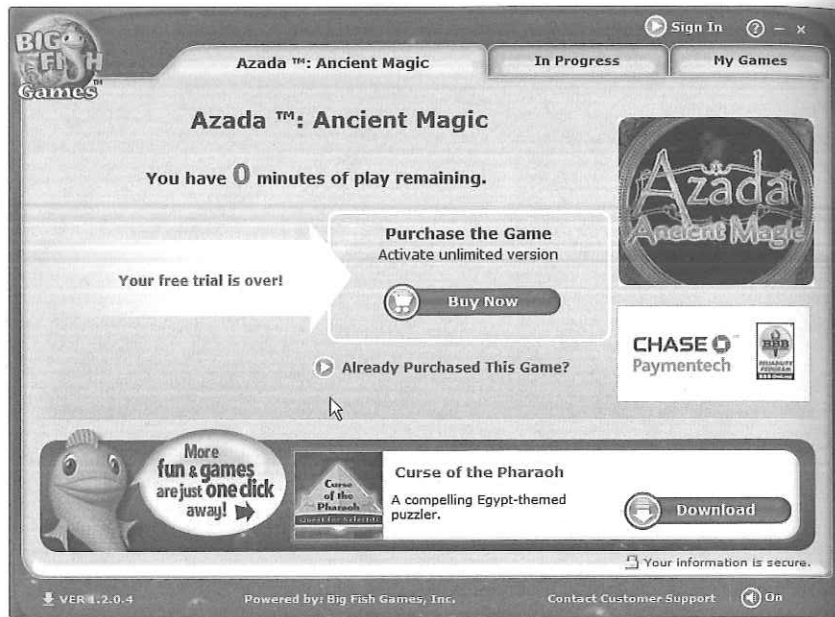 BIG FISH Games™
Sign In ? – x
Azada ™: Ancient Magic
In Progress
My Games
Azada ™: Ancient Magic
You have 0 minutes of play remaining.
Azada
Ancient Magic
Your free trial is over!
Purchase the Game
Activate unlimited version
Buy Now
Already Purchased This Game?
CHASE
Paymentech
BBB
RELIABILITY
PROGRAM
More
fun & games
are just one click
away!
Curse
of the
Pharaoh
Curse of the Pharaoh
A compelling Egypt-themed
puzzler.
Download
Your information is secure.
VER 1.2.0.4
Powered by: Big Fish Games, Inc.
Contact Customer Support
On